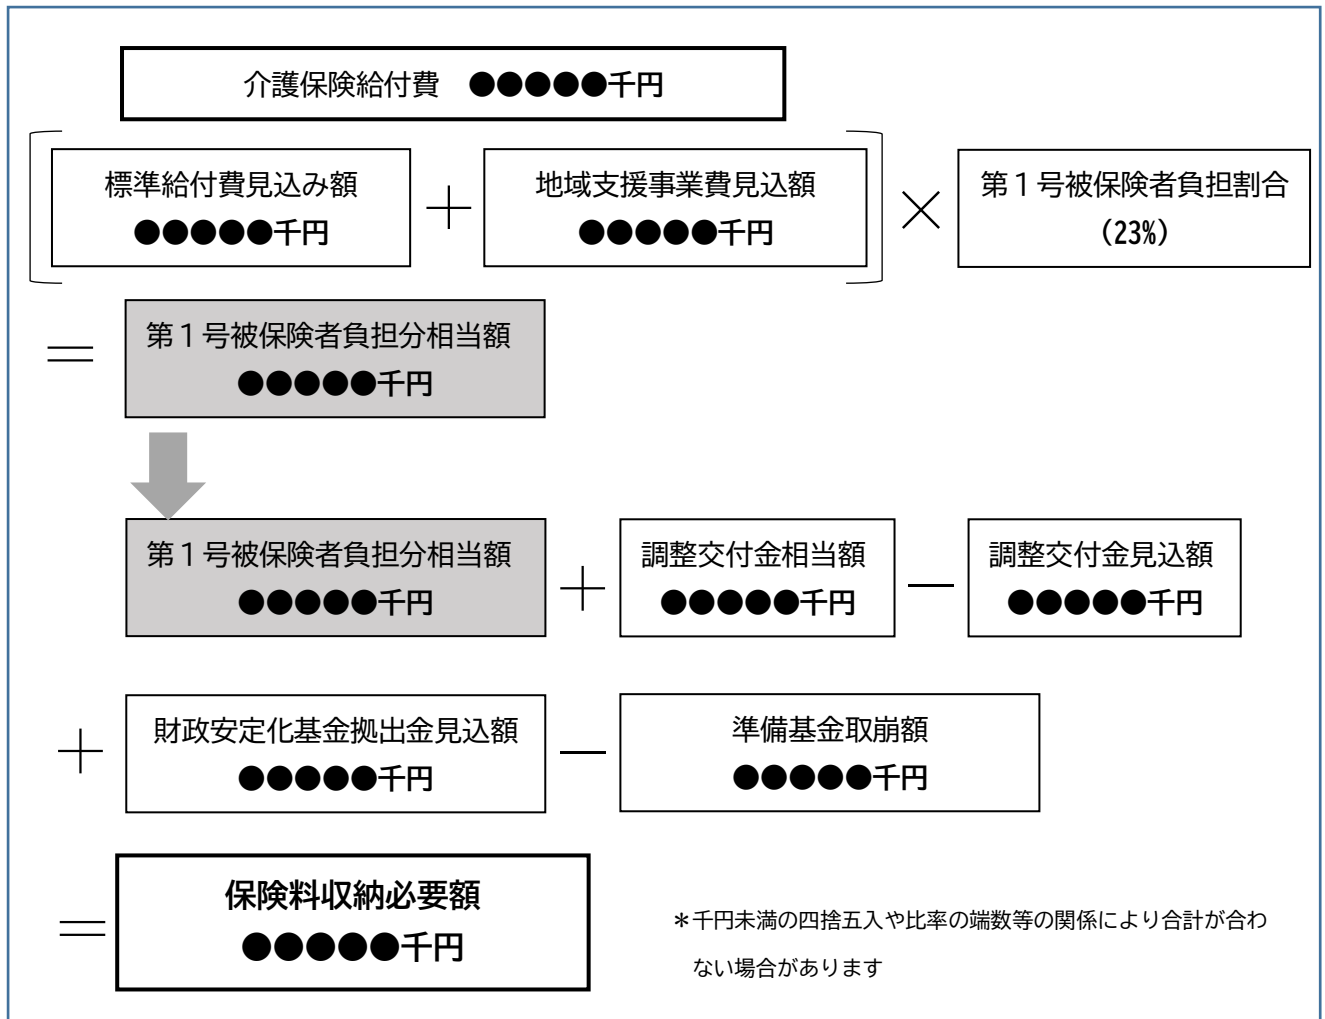 介護保険給付費　●●●●●千円
標準給付費見込み額
●●●●●千円
＋
地域支援事業費見込額
●●●●●千円
×
第１号被保険者負担割合
（23%）
＝
第１号被保険者負担分相当額
●●●●●千円
第１号被保険者負担分相当額
●●●●●千円
＋
調整交付金相当額
●●●●●千円
－
調整交付金見込額
●●●●●千円
＋
財政安定化基金拠出金見込額
●●●●●千円
－
準備基金取崩額
●●●●●千円
＝
保険料収納必要額
●●●●●千円
＊千円未満の四捨五入や比率の端数等の関係により合計が合わ
ない場合があります